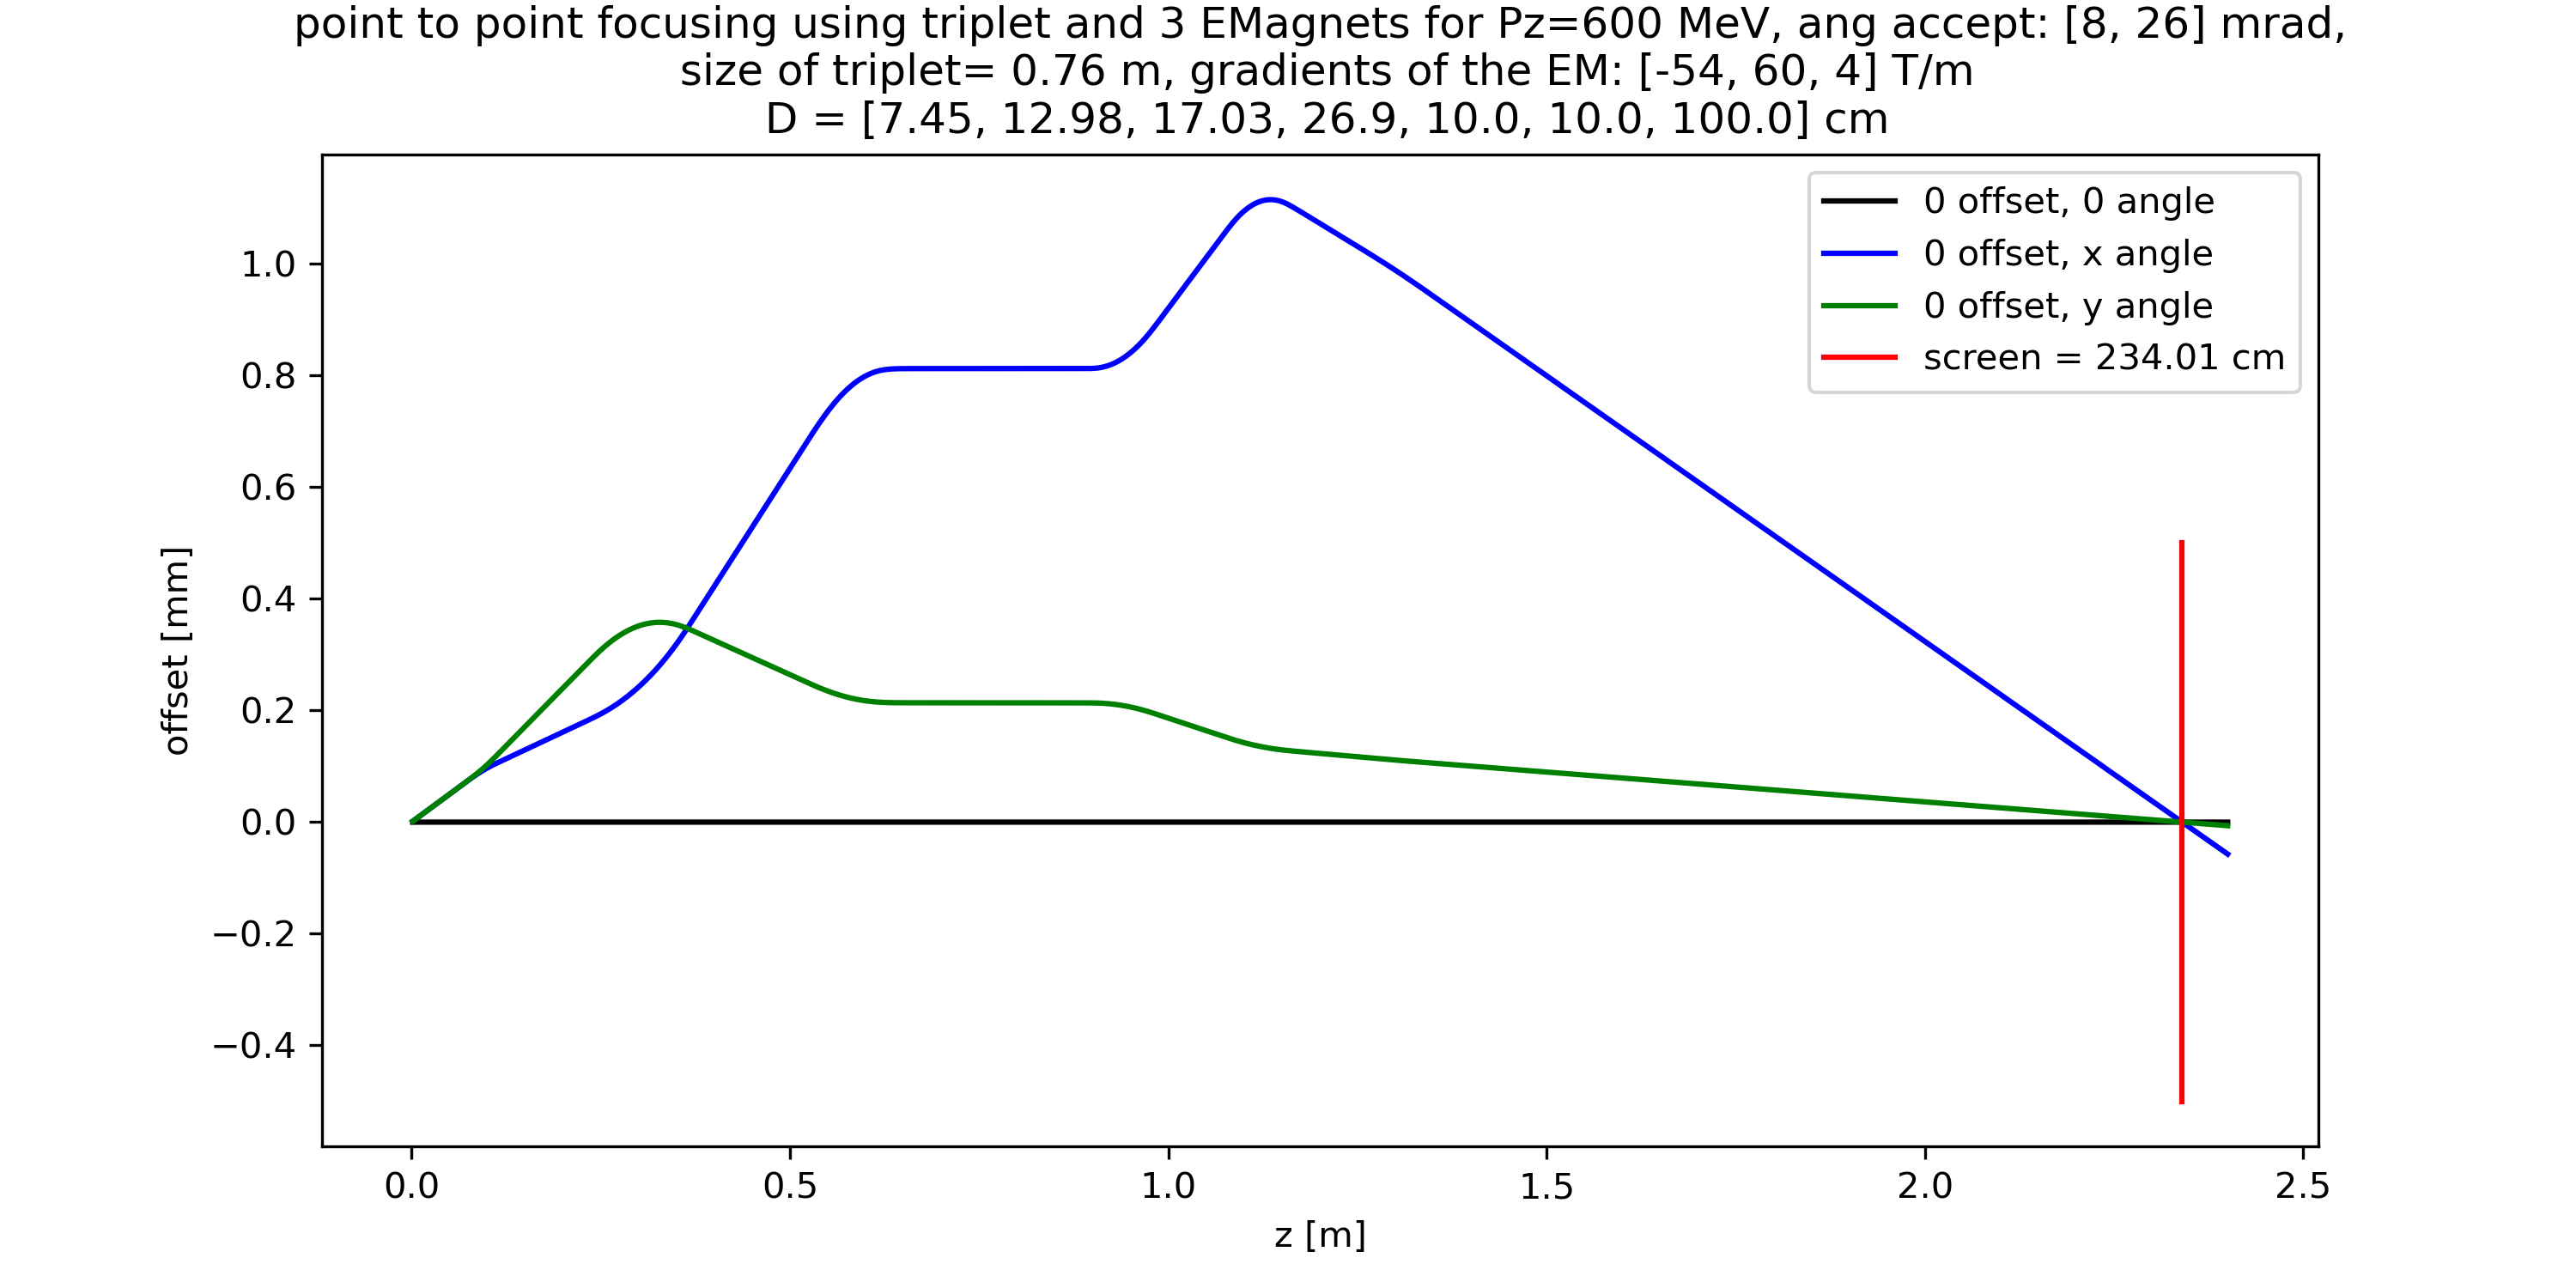 point to point focusing using triplet and 3 EMagnets for Pz=600 MeV, ang accept: [8, 26] mrad,
size of triplet= 0.76 m, gradients of the EM: [-54, 60, 4] T/m
D = [7.45, 12.98, 17.03, 26.9, 10.0, 10.0, 100.0] cm
0 offset, 0 angle
0 offset, x angle
0 offset, y angle
screen = 234.01 cm
offset [mm]
1.0
0.8
0.6
0.4
0.2
0.0
−0.2
−0.4
0.0 0.5 1.0 1.5 2.0 2.5
z [m]